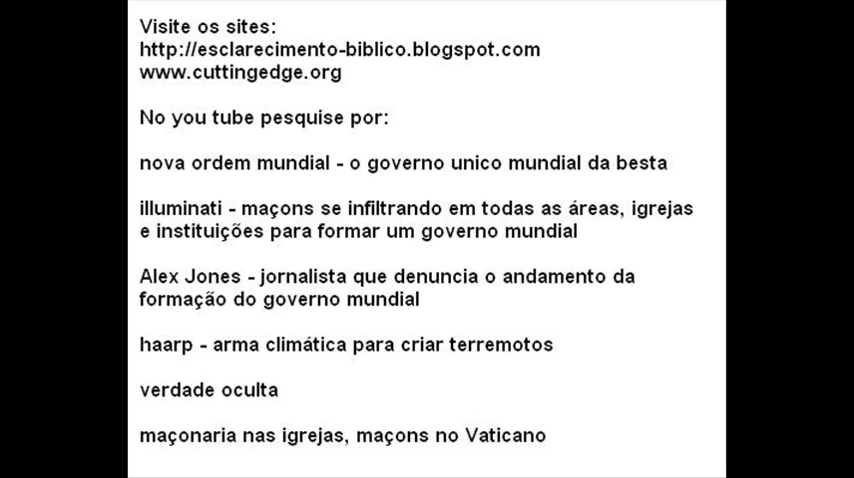 Visite os sites:
http://esclarecimento-biblico.blogspot.com
www.cuttingedge.org
No you tube pesquise por:
nova ordem mundial - o governo unico mundial da besta
illuminati - maçons se infiltrando em todas as áreas, igrejas
e instituições para formar um governo mundial
Alex Jones - jornalista que denuncia o andamento da
formação do governo mundial
haarp - arma climática para criar terremotos
verdade oculta
maçonaria nas igrejas, maçons no Vaticano